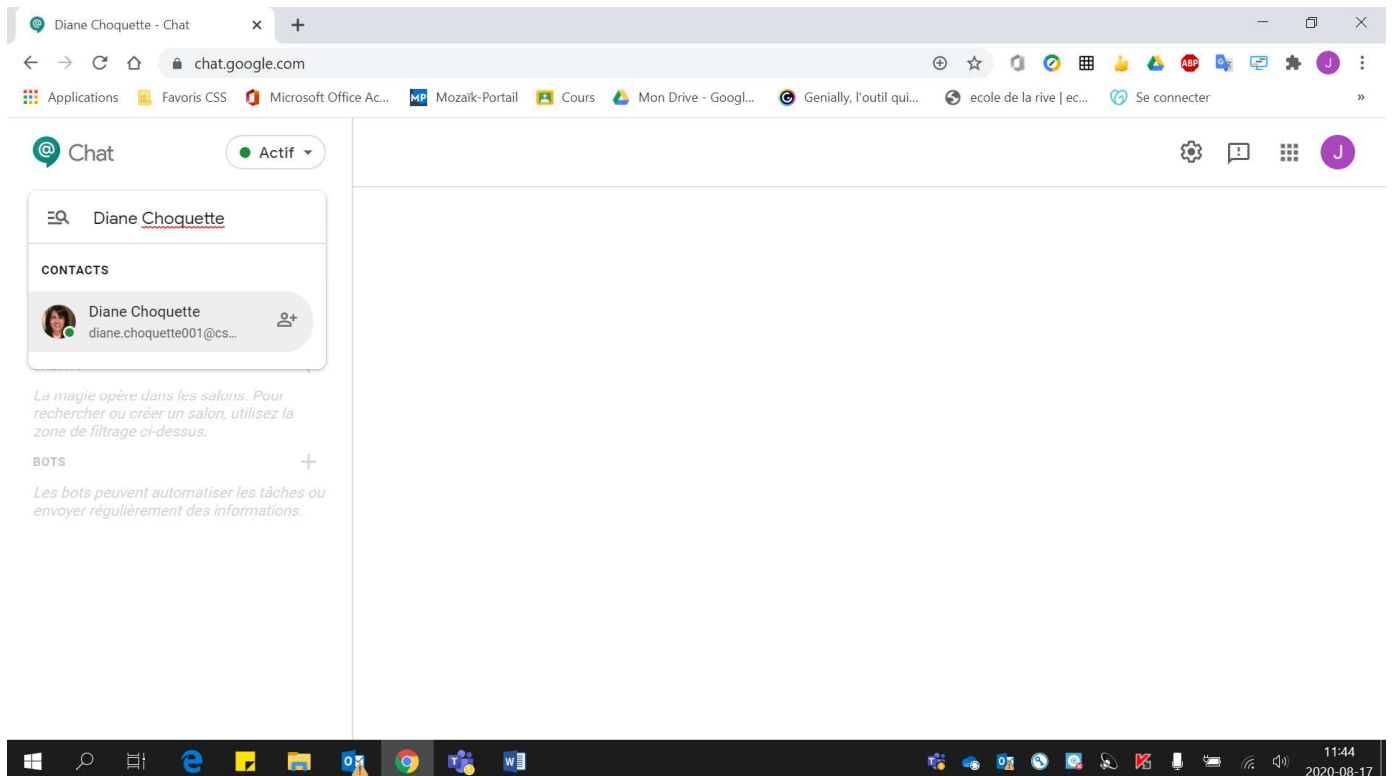 Diane Choquette - Chat
chat.google.com
ABP
J
Applications Favoris CSS Microsoft Office Ac... MP Mozaïk-Portail Cours Mon Drive - Googl... Genially, l'outil qui... ecole de la rive | ec... Se connecter »
Chat
Actif
J
Diane Choquette
CONTACTS
Diane Choquette
diane.choquette001@cs...
La magie opère dans les salons. Pour
rechercher ou créer un salon, utilisez la
zone de filtrage ci-dessus.
BOTS
Les bots peuvent automatiser les tâches ou
envoyer régulièrement des informations.
11:44
2020-08-17